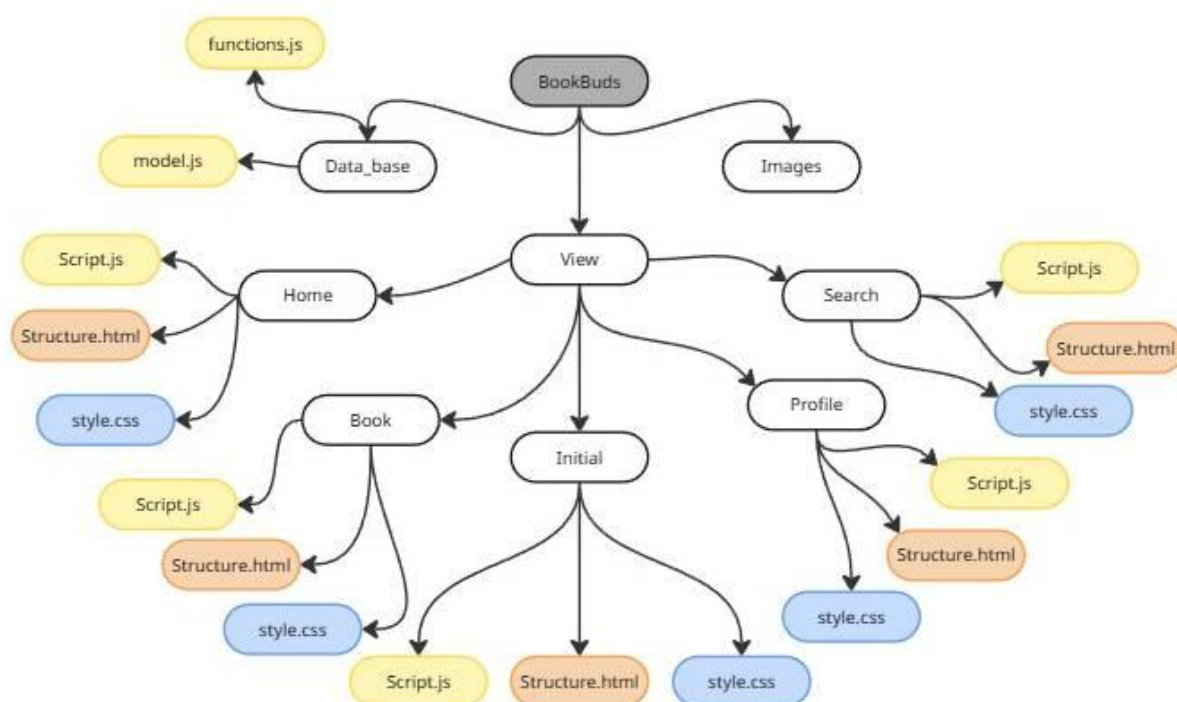 functions.js
BookBuds
model.js
Data_base
Images
Script.js
View
Script.js
Home
Search
Structure.html
Structure.html
style.css
Book
Profile
style.css
Initial
Script.js
Script.js
Structure.html
Structure.html
style.css
style.css
Script.js
Structure.html
style.css